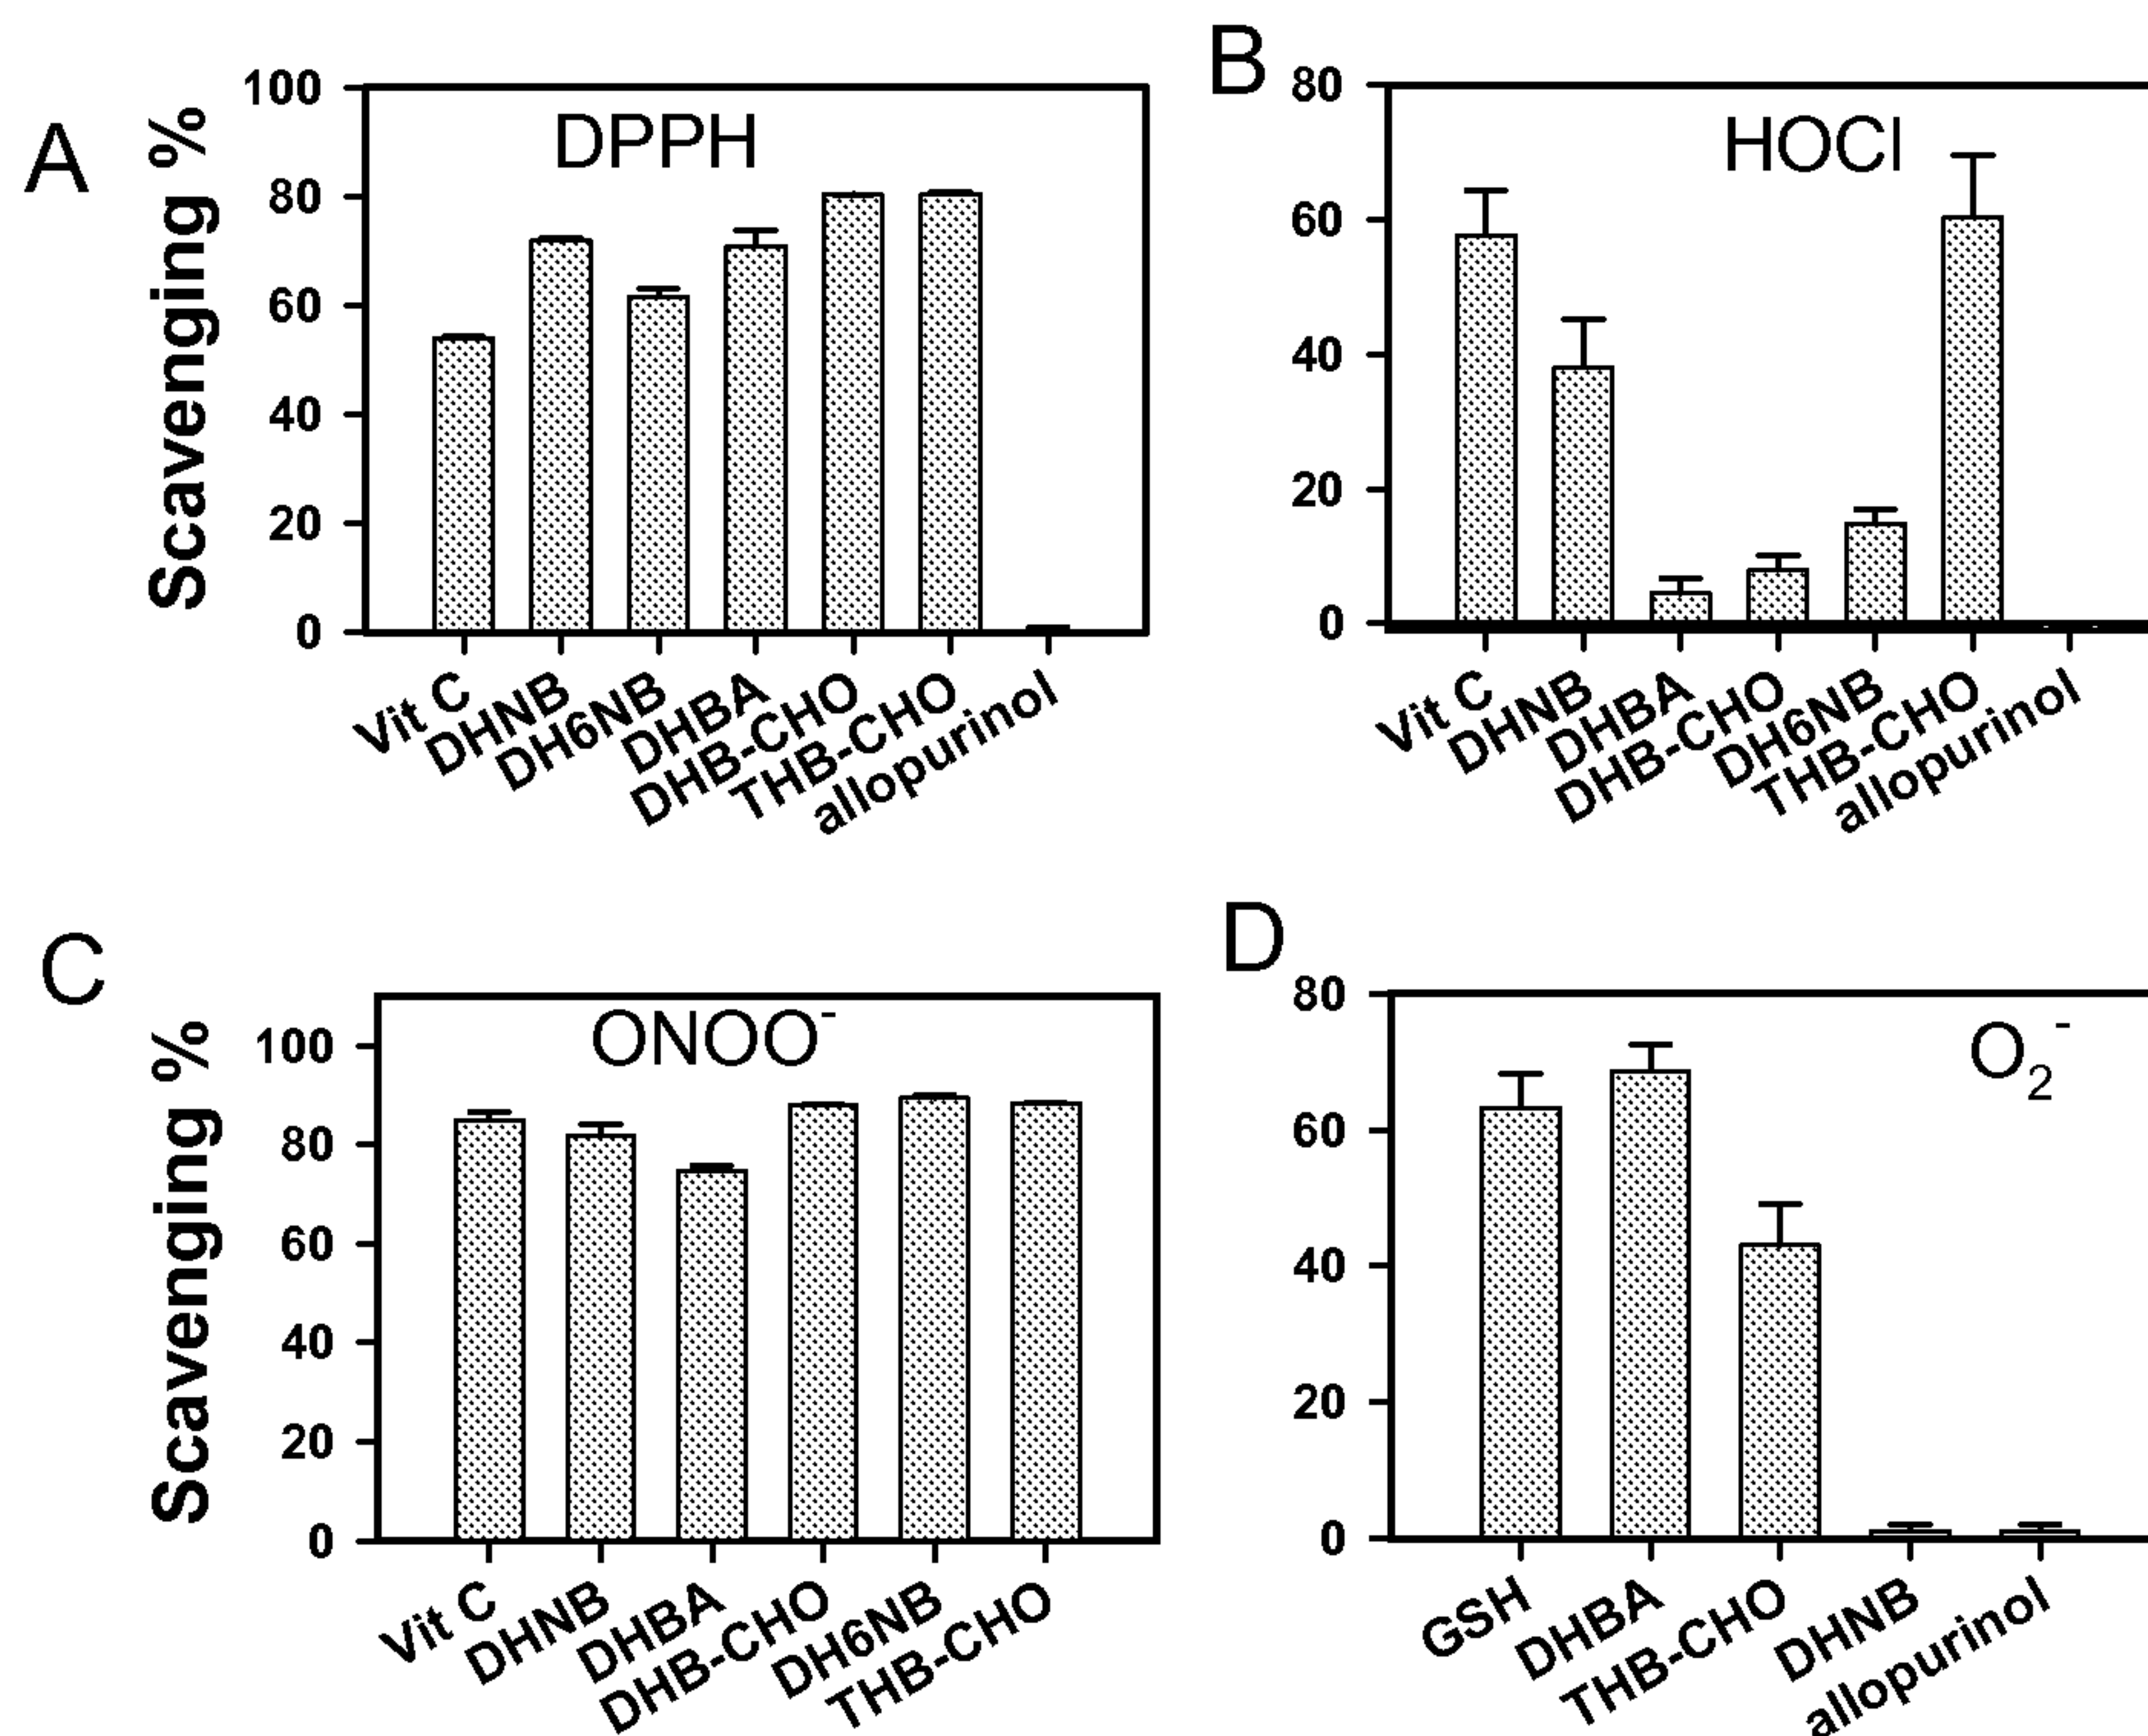 A
Scavenging %
100
80
60
40
20
0
DPPH
Vit C
DHNB
DH6NB
DHBA
DHB-CHO
THB-CHO
allopurinol
B
80
60
40
20
0
HOCl
Vit C
DHNB
DHBA
DHB-CHO
DH6NB
THB-CHO
allopurinol
C
Scavenging %
100
80
60
40
20
0
ONOO⁻
Vit C
DHNB
DHBA
DHB-CHO
DH6NB
THB-CHO
D
80
60
40
20
0
O₂⁻
GSH
DHBA
THB-CHO
DHNB
allopurinol